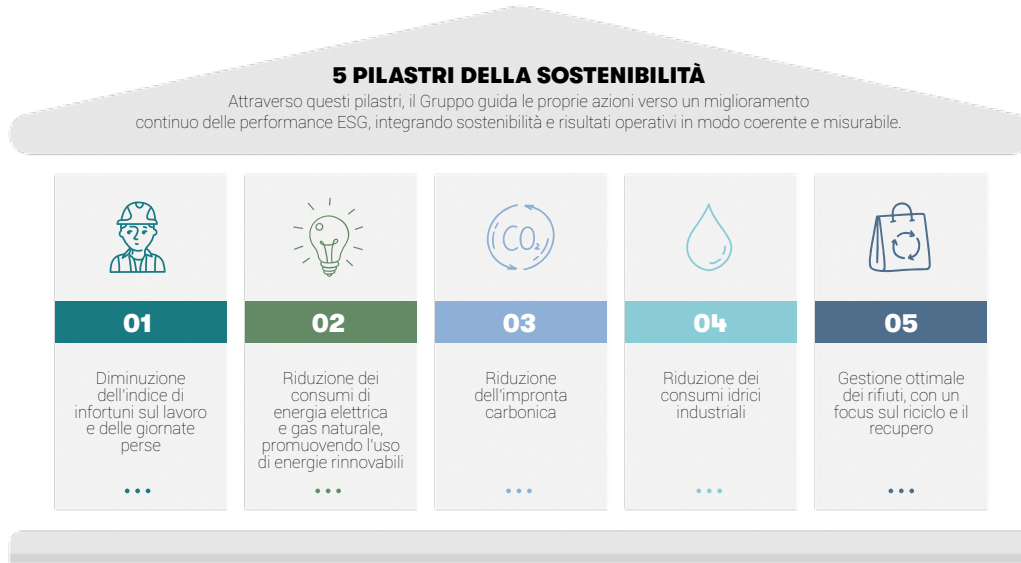 5 PILASTRI DELLA SOSTENIBILITÀ
Attraverso questi pilastri, il Gruppo guida le proprie azioni verso un miglioramento
continuo delle performance ESG, integrando sostenibilità e risultati operativi in modo coerente e misurabile.
CO₂
01
Diminuzione
dell'indice di
infortuni sul lavoro
e delle giornate
perse
02
Riduzione dei
consumi di
energia elettrica
e gas naturale,
promuovendo l'uso
di energie rinnovabili
03
Riduzione
dell'impronta
carbonica
04
Riduzione dei
consumi idrici
industriali
05
Gestione ottimale
dei rifiuti, con un
focus sul riciclo e il
recupero